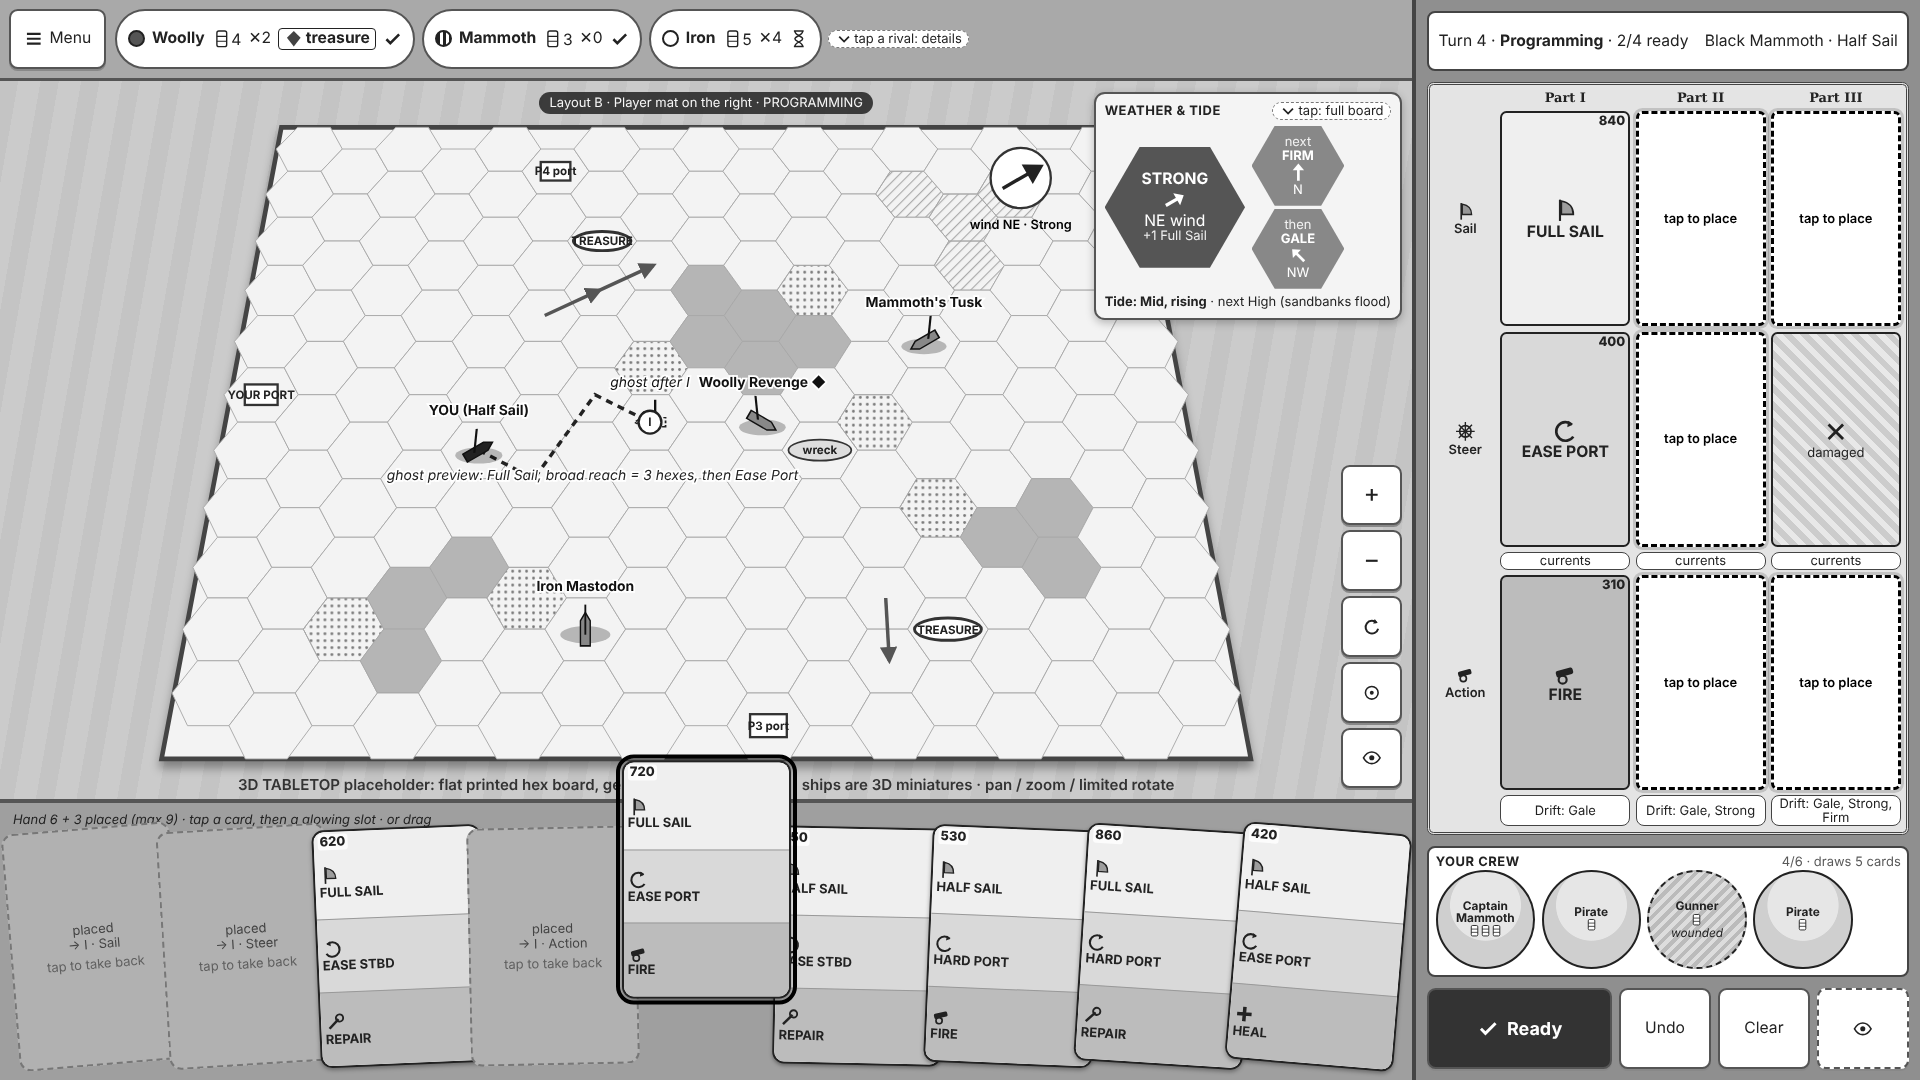 Menu
Woolly 4 ×2 treasure
Mammoth 3 ×0
Iron 5 ×4
tap a rival: details
Turn 4 · Programming · 2/4 ready Black Mammoth · Half Sail
Layout B · Player mat on the right · PROGRAMMING
WEATHER & TIDE
tap: full board
STRONG
NE wind
+1 Full Sail
next
FIRM
N
then
GALE
NW
Tide: Mid, rising · next High (sandbanks flood)
P4 port
wind NE · Strong
TREASURE
Mammoth's Tusk
ghost after I
Woolly Revenge
YOUR PORT
YOU (Half Sail)
I
wreck
ghost preview: Full Sail; broad reach = 3 hexes, then Ease Port
Iron Mastodon
TREASURE
P3 port
3D TABLETOP placeholder: flat printed hex board, ge
ships are 3D miniatures · pan / zoom / limited rotate
+
−
Part I Part II Part III
Sail
840
FULL SAIL
tap to place
tap to place
Steer
400
EASE PORT
tap to place
damaged
currents currents currents
Action
310
FIRE
tap to place
tap to place
Drift: Gale
Drift: Gale, Strong
Drift: Gale, Strong,
Firm
Hand 6 + 3 placed (max 9) · tap a card, then a glowing slot · or drag
placed
→ I · Sail
tap to take back
placed
→ I · Steer
tap to take back
620
FULL SAIL
EASE STBD
REPAIR
placed
→ I · Action
tap to take back
720
FULL SAIL
EASE PORT
FIRE
50
ALF SAIL
SE STBD
REPAIR
530
HALF SAIL
HARD PORT
FIRE
860
FULL SAIL
HARD PORT
REPAIR
420
HALF SAIL
EASE PORT
HEAL
YOUR CREW
4/6 · draws 5 cards
Captain
Mammoth
Pirate
Gunner
wounded
Pirate
Ready
Undo
Clear